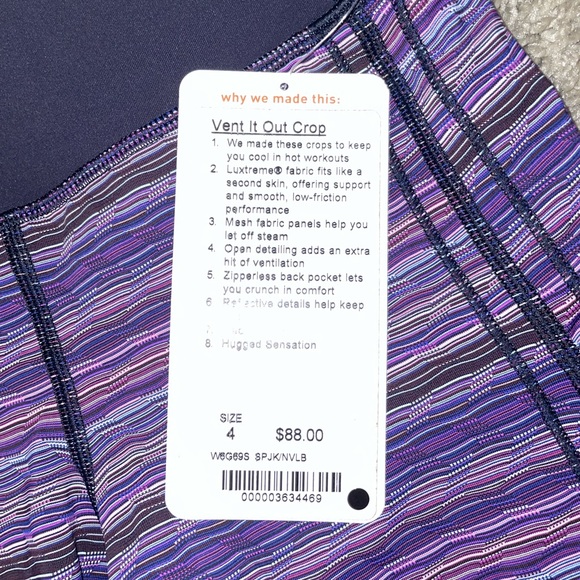 why we made this:
Vent It Out Crop
1. We made these crops to keep
you cool in hot workouts
2. Luxtreme® fabric fits like a
second skin, offering support
and smooth, low-friction
performance
3. Mesh fabric panels help you
let off steam
4. Open detailing adds an extra
hit of ventilation
5. Zipperless back pocket lets
you crunch in comfort
6. Reflective details help keep
7.
8. Rugged Sensation
SIZE
4 $88.00
W6G69S SPJK/NVLB
000003634469